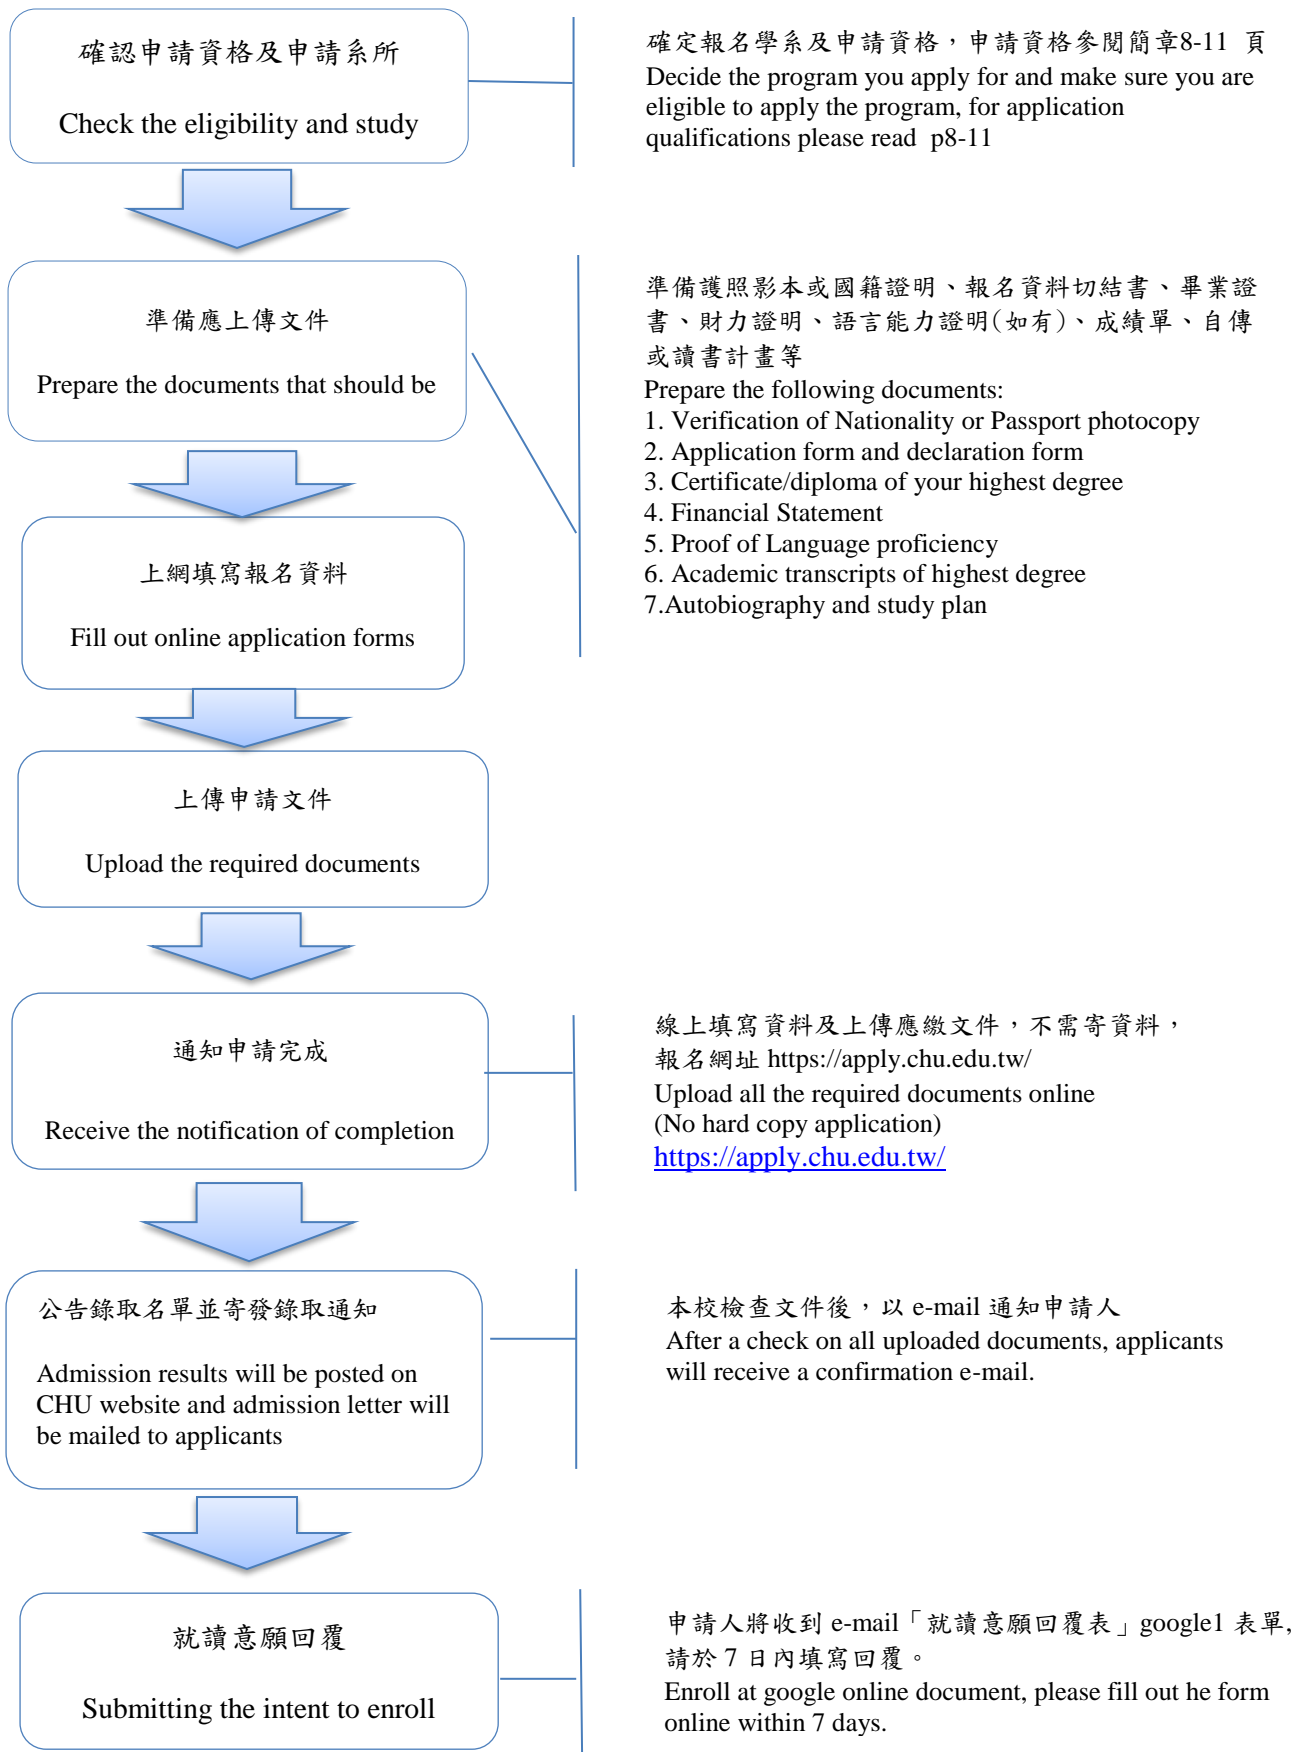 確認申請資格及申請系所
Check the eligibility and study
確定報名學系及申請資格，申請資格參閱簡章8-11 頁
Decide the program you apply for and make sure you are
eligible to apply the program, for application
qualifications please read p8-11
準備應上傳文件
Prepare the documents that should be
準備護照影本或國籍證明、報名資料切結書、畢業證
書、財力證明、語言能力證明(如有)、成績單、自傳
或讀書計畫等
Prepare the following documents:
1. Verification of Nationality or Passport photocopy
2. Application form and declaration form
3. Certificate/diploma of your highest degree
4. Financial Statement
5. Proof of Language proficiency
6. Academic transcripts of highest degree
7.Autobiography and study plan
上網填寫報名資料
Fill out online application forms
上傳申請文件
Upload the required documents
通知申請完成
Receive the notification of completion
線上填寫資料及上傳應繳文件，不需寄資料，
報名網址 https://apply.chu.edu.tw/
Upload all the required documents online
(No hard copy application)
https://apply.chu.edu.tw/
公告錄取名單並寄發錄取通知
Admission results will be posted on
CHU website and admission letter will
be mailed to applicants
本校檢查文件後，以 e-mail 通知申請人
After a check on all uploaded documents, applicants
will receive a confirmation e-mail.
就讀意願回覆
Submitting the intent to enroll
申請人將收到 e-mail「就讀意願回覆表」google1 表單,
請於 7 日內填寫回覆。
Enroll at google online document, please fill out he form
online within 7 days.